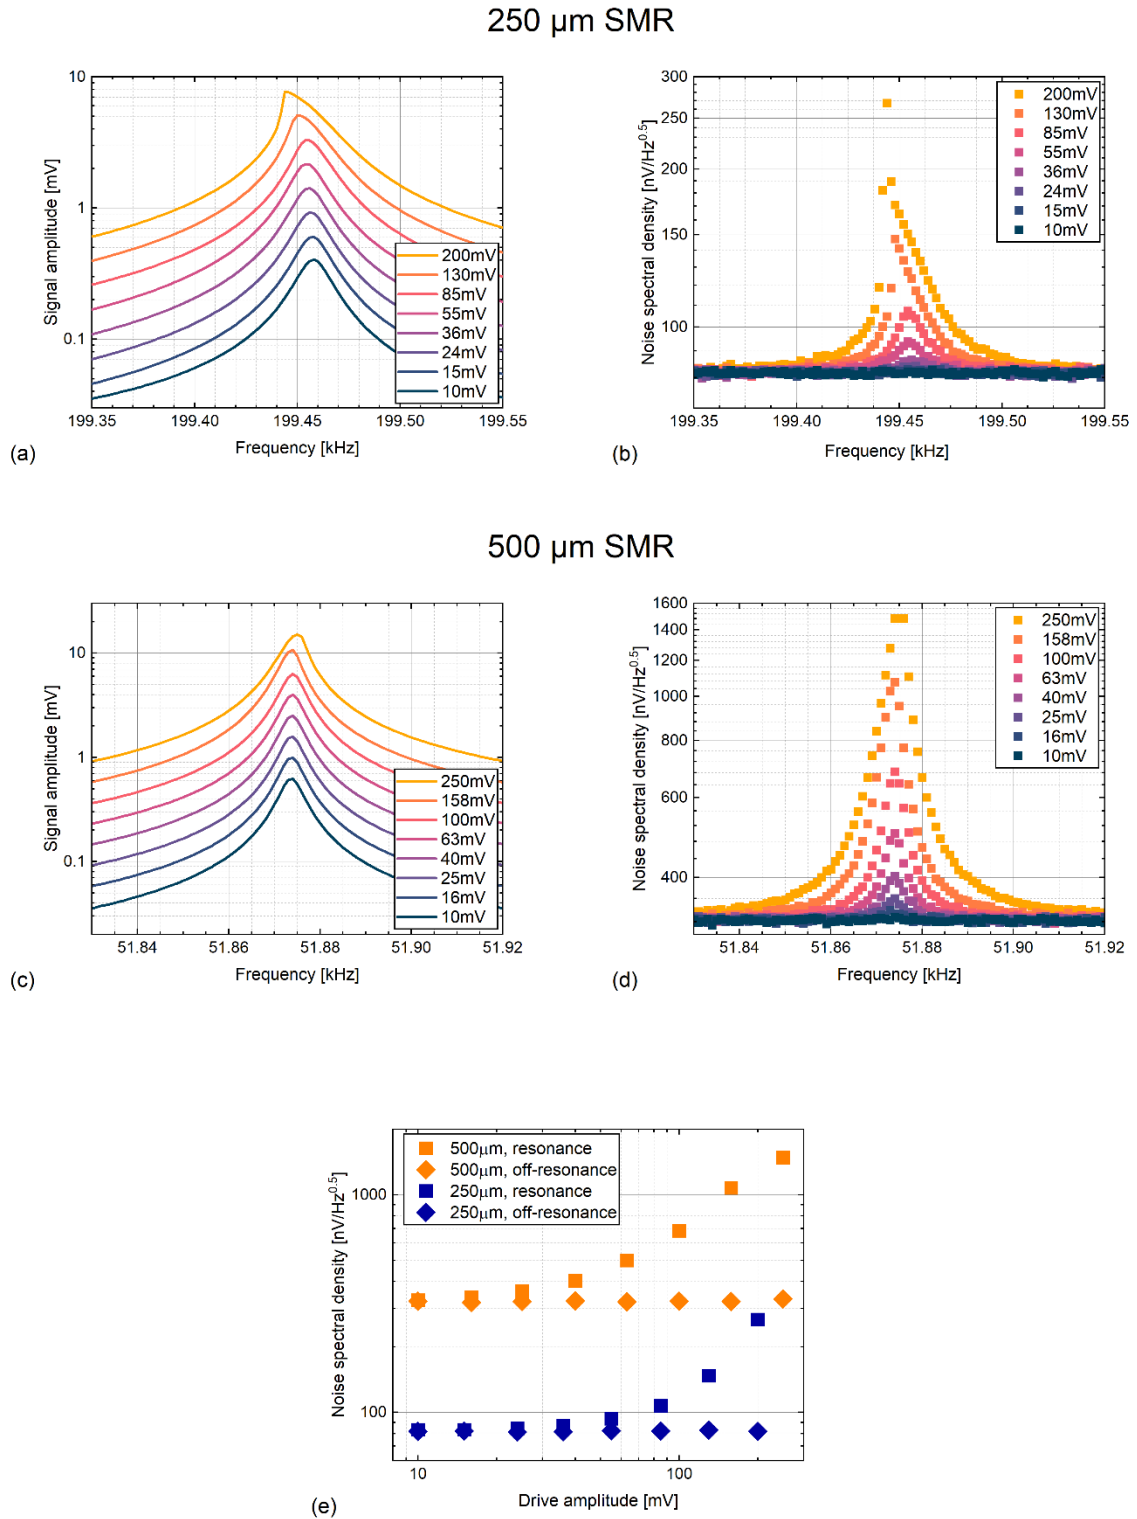 250 µm SMR
Signal amplitude [mV]
10
1
0.1
200mV
130mV
85mV
55mV
36mV
24mV
15mV
10mV
199.35 199.40 199.45 199.50 199.55
Frequency [kHz]
(a)
Noise spectral density [nV/Hz^0.5]
300
250
200
150
100
200mV
130mV
85mV
55mV
36mV
24mV
15mV
10mV
199.35 199.40 199.45 199.50 199.55
Frequency [kHz]
(b)
500 µm SMR
Signal amplitude [mV]
10
1
0.1
250mV
158mV
100mV
63mV
40mV
25mV
16mV
10mV
51.84 51.86 51.88 51.90 51.92
Frequency [kHz]
(c)
Noise spectral density [nV/Hz^0.5]
1600
1400
1200
1000
800
600
400
250mV
158mV
100mV
63mV
40mV
25mV
16mV
10mV
51.84 51.86 51.88 51.90 51.92
Frequency [kHz]
(d)
Noise spectral density [nV/Hz^0.5]
1000
100
500µm, resonance
500µm, off-resonance
250µm, resonance
250µm, off-resonance
10 100
Drive amplitude [mV]
(e)